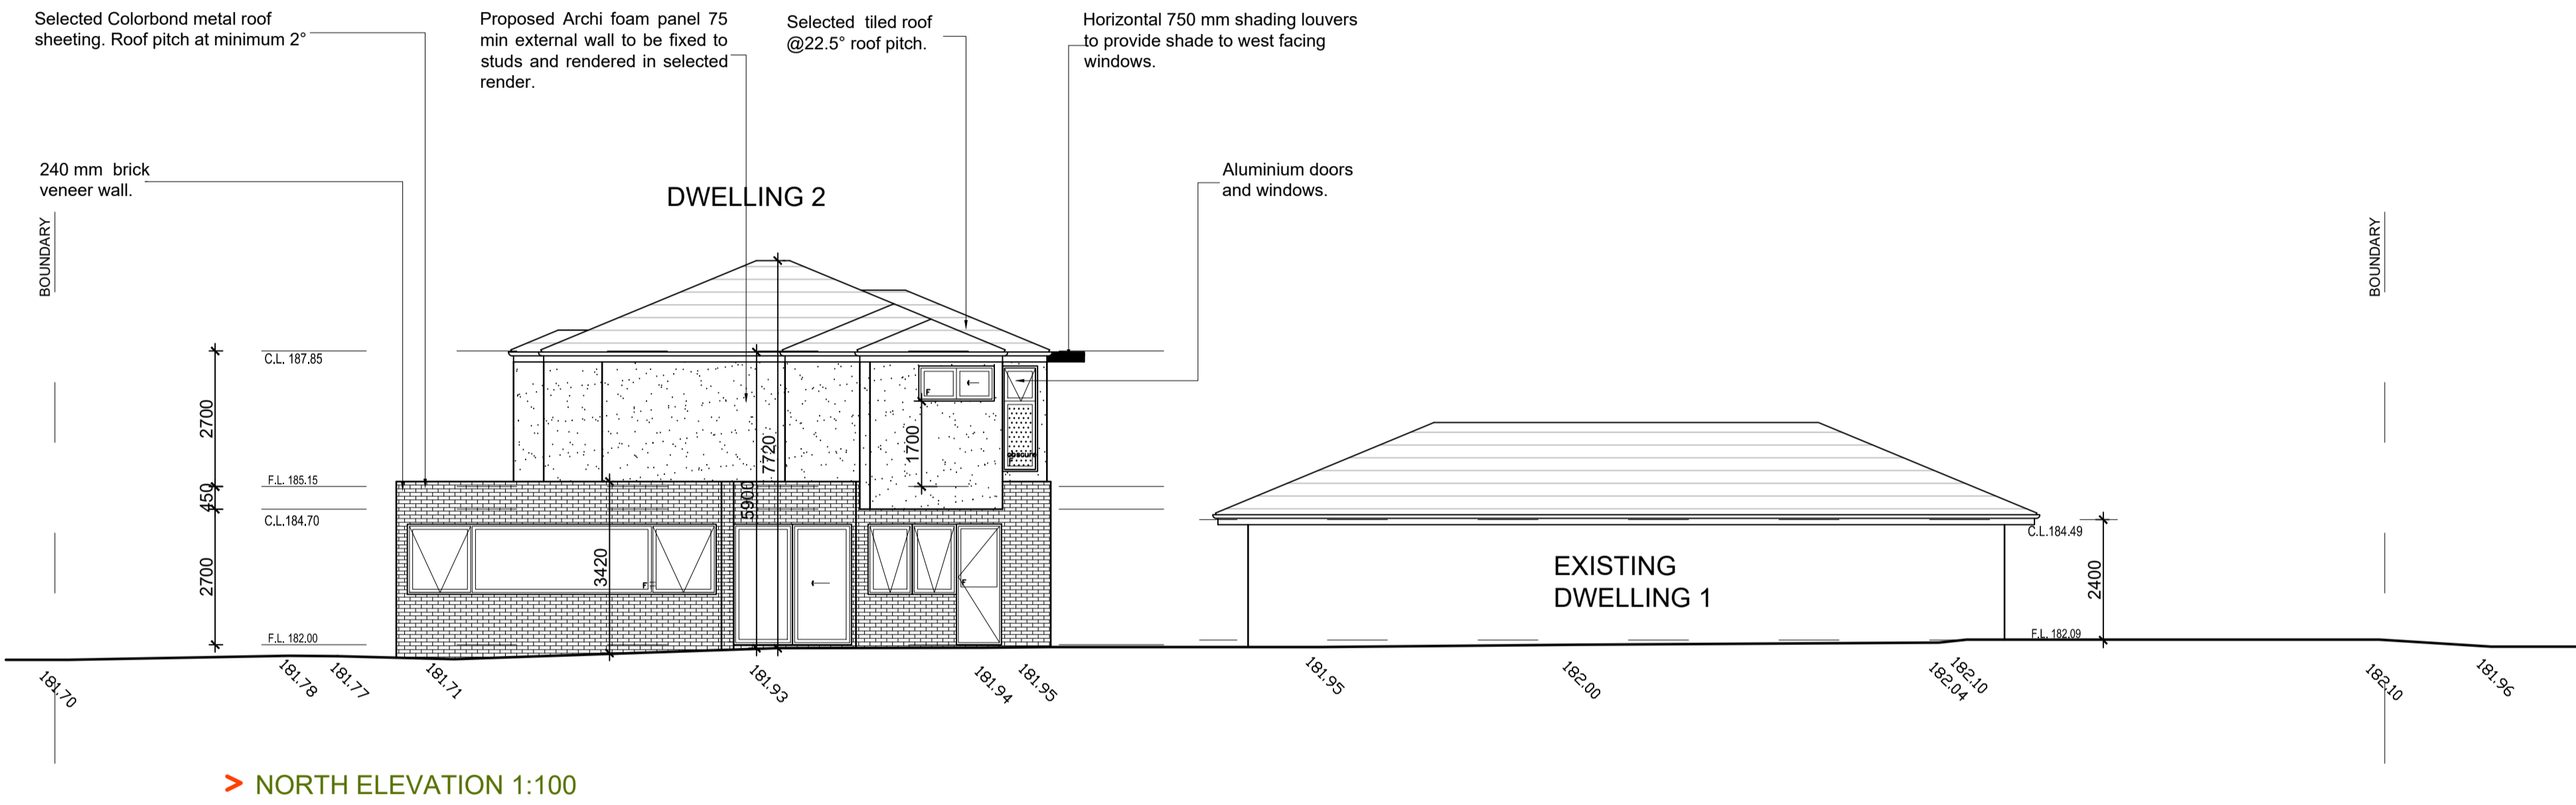 Selected Colorbond metal roof
sheeting. Roof pitch at minimum 2°
Proposed Archi foam panel 75
min external wall to be fixed to
studs and rendered in selected
render.
Selected tiled roof
@22.5° roof pitch.
Horizontal 750 mm shading louvers
to provide shade to west facing
windows.
240 mm brick
veneer wall.
Aluminium doors
and windows.
DWELLING 2
BOUNDARY
BOUNDARY
C.L. 187.85
2700
F.L. 185.15
450
C.L.184.70
2700
F.L. 182.00
3420
5900
7720
1700
F
obscure
F
F
F
EXISTING
DWELLING 1
C.L.184.49
2400
F.L. 182.09
181.70
181.78
181.77
181.71
181.93
181.94
181.95
181.95
182.00
182.04
182.10
182.10
181.96
> NORTH ELEVATION 1:100